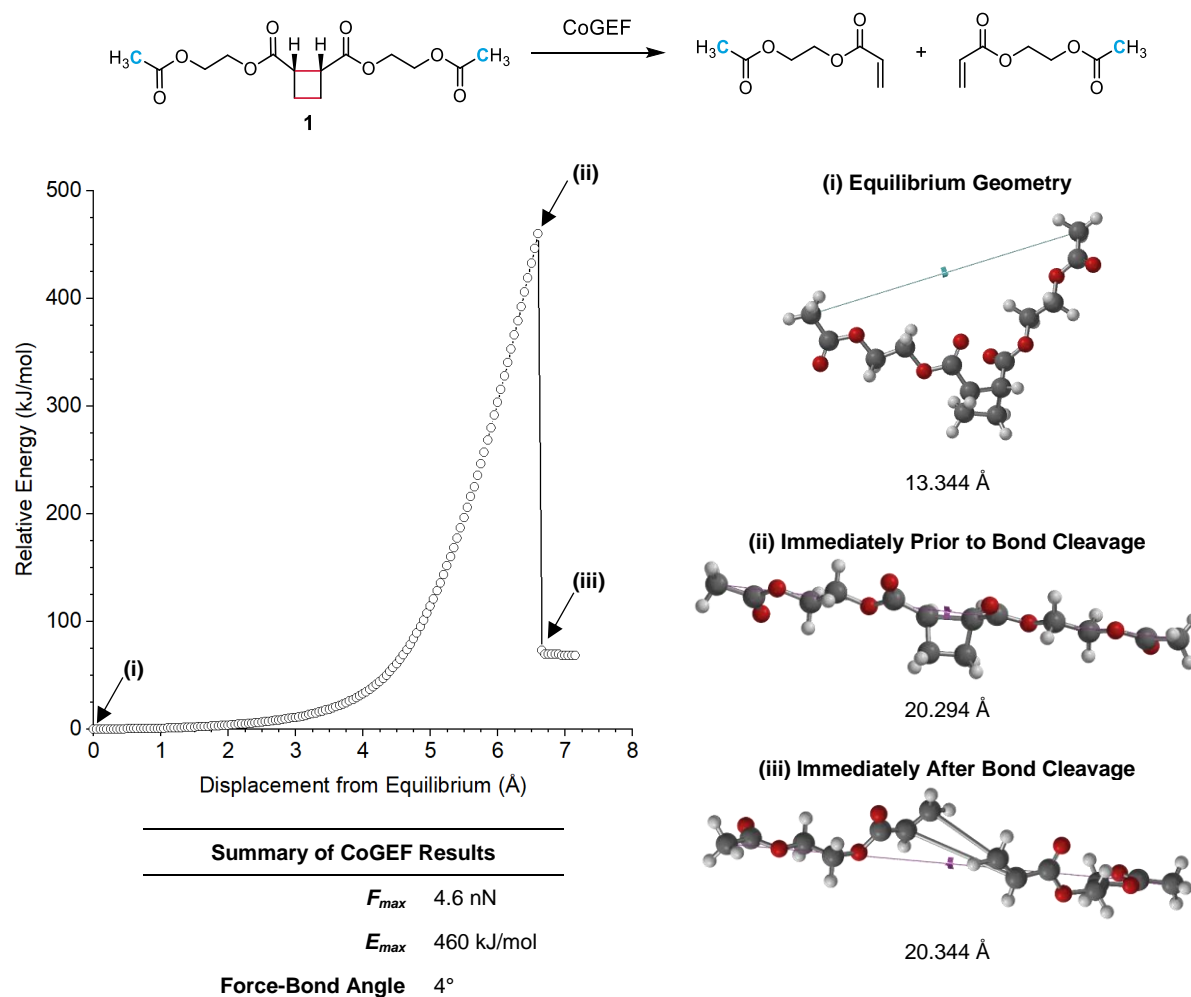 CoGEF
H₃C O O O H H O O O CH₃
O O
1
H₃C O O O
O
+
O O O CH₃
O
(i)
(ii)
(iii)
500
400
300
200
100
0
Relative Energy (kJ/mol)
0 1 2 3 4 5 6 7 8
Displacement from Equilibrium (Å)
(i) Equilibrium Geometry
13.344 Å
(ii) Immediately Prior to Bond Cleavage
20.294 Å
(iii) Immediately After Bond Cleavage
20.344 Å
Summary of CoGEF Results
Fmax 4.6 nN
Emax 460 kJ/mol
Force-Bond Angle 4°